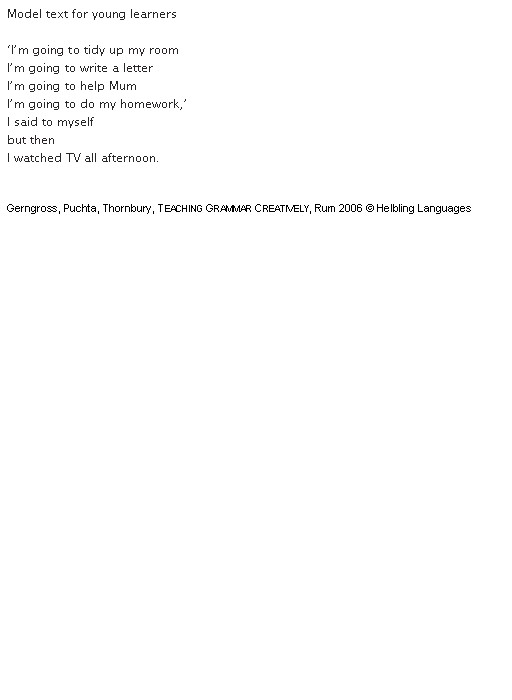 Model text for young learners
‘I’m going to tidy up my room
I’m going to write a letter
I’m going to help Mum
I’m going to do my homework,’
I said to myself
but then
I watched TV all afternoon.
Gerngross, Puchta, Thornbury, TEACHING GRAMMAR CREATIVELY, Rum 2006 © Helbling Languages